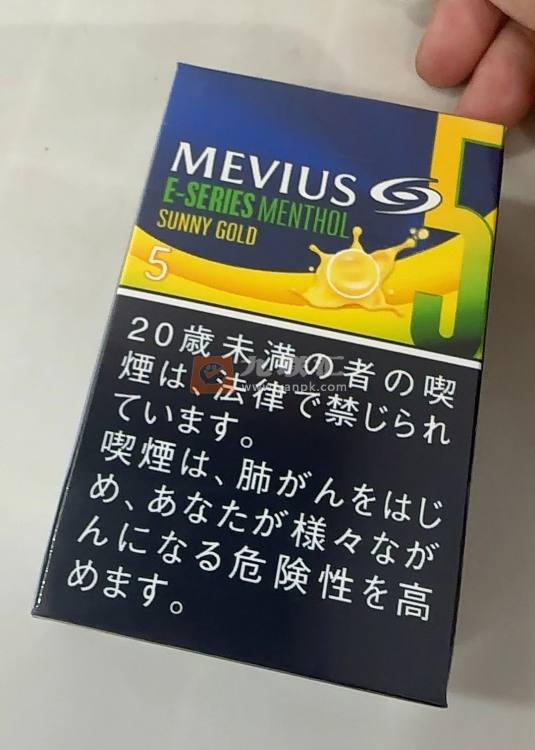 MEVIUS
E-SERIES MENTHOL
SUNNY GOLD
5
5
20歳未満の者の喫
煙は、法律で禁じられ
ています。
喫煙は、肺がんをはじ
め、あなたが様々なが
んになる危険性を高
めます。